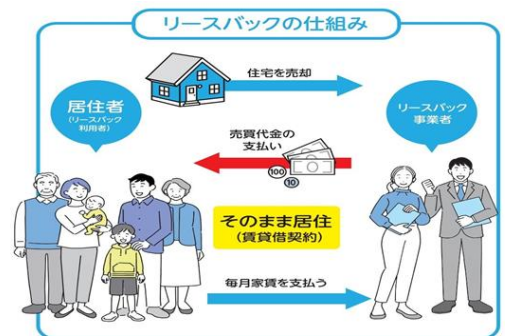 リースバックの仕組み
住宅を売却
居住者
(リースバック
利用者)
リースバック
事業者
売買代金の
支払い
100
10
そのまま居住
(賃貸借契約)
毎月家賃を支払う